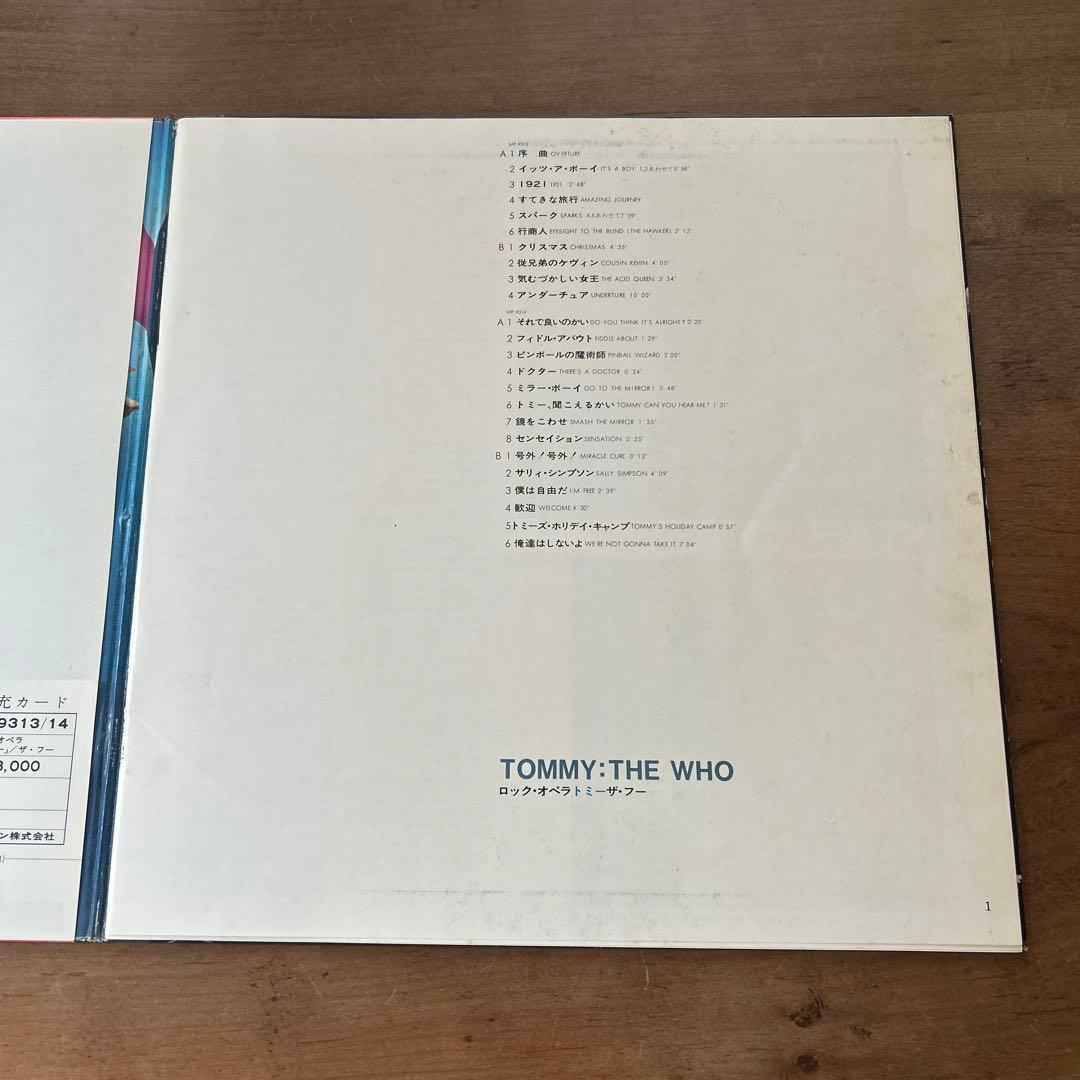 MP-9313
A 1 序 曲 OVERTURE
2 イッツ・ア・ボーイ IT'S A BOY 1,2あわせて5'58"
3 1921 1921 2'48"
4 すてきな旅行 AMAZING JOURNEY
5 スパーク SPARKS 4,5あわせて7'09"
6 行商人 EYESIGHT TO THE BLIND (THE HAWKER) 2'12"
B 1 クリスマス CHRISTMAS 4'35"
2 従兄弟のケヴィン COUSIN KEVIN 4'05"
3 気むづかしい女王 THE ACID QUEEN 3'34"
4 アンダーチュア UNDERTURE 10'00"
MP-9314
A 1 それで良いのかい DO YOU THINK IT'S ALRIGHT? 0'25"
2 フィドル・アバウト FIDDLE ABOUT 1'29"
3 ピンボールの魔術師 PINBALL WIZARD 3'00"
4 ドクター THERE'S A DOCTOR 0'24"
5 ミラー・ボーイ GO TO THE MIRROR! 3'48"
6 トミー、聞こえるかい TOMMY CAN YOU HEAR ME? 1'31"
7 鏡をこわせ SMASH THE MIRROR 1'35"
8 センセイション SENSATION 2'25"
B 1 号外!号外! MIRACLE CURE 0'12"
2 サリィ・シンプソン SALLY SIMPSON 4'09"
3 僕は自由だ I'M FREE 2'39"
4 歓迎 WELCOME 4'30"
5 トミーズ・ホリデイ・キャンプ TOMMY'S HOLIDAY CAMP 0'57"
6 俺達はしないよ WE'RE NOT GONNA TAKE IT 7'04"
TOMMY:THE WHO
ロック・オペラトミーザ・フー
1
充カード
9313/14
オペラ
ー」/ザ・フー
3,000
ン株式会社